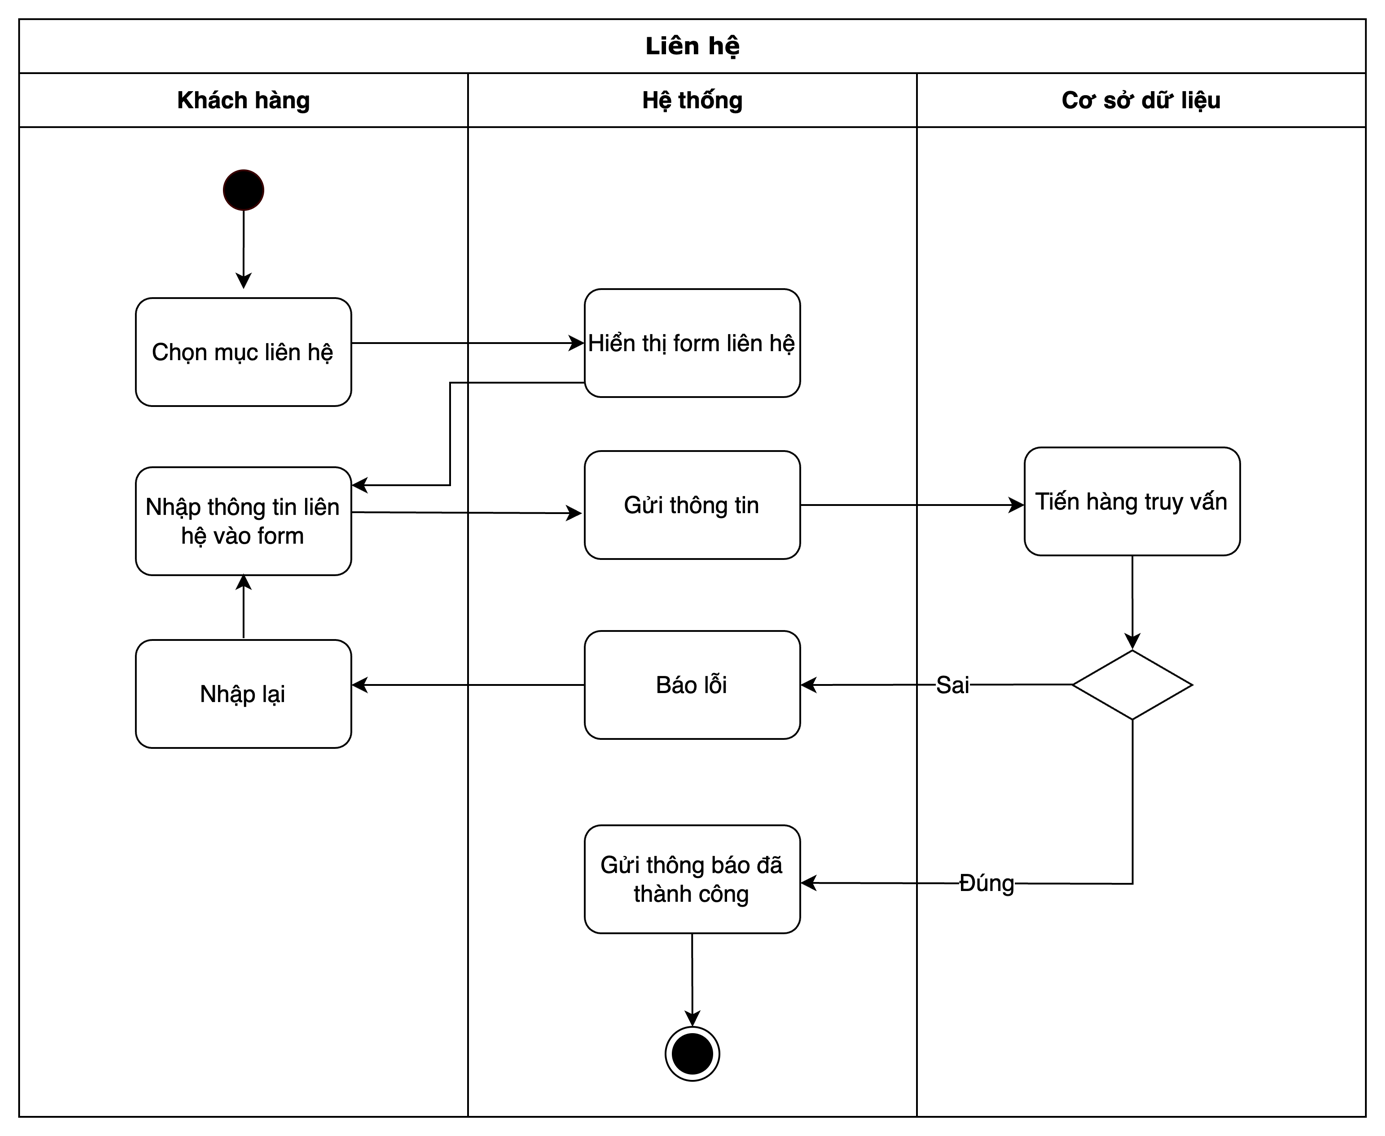 Liên hệ
Khách hàng
Hệ thống
Cơ sở dữ liệu
Chọn mục liên hệ
Hiển thị form liên hệ
Nhập thông tin liên
hệ vào form
Gửi thông tin
Tiến hàng truy vấn
Nhập lại
Báo lỗi
Sai
Gửi thông báo đã
thành công
Đúng